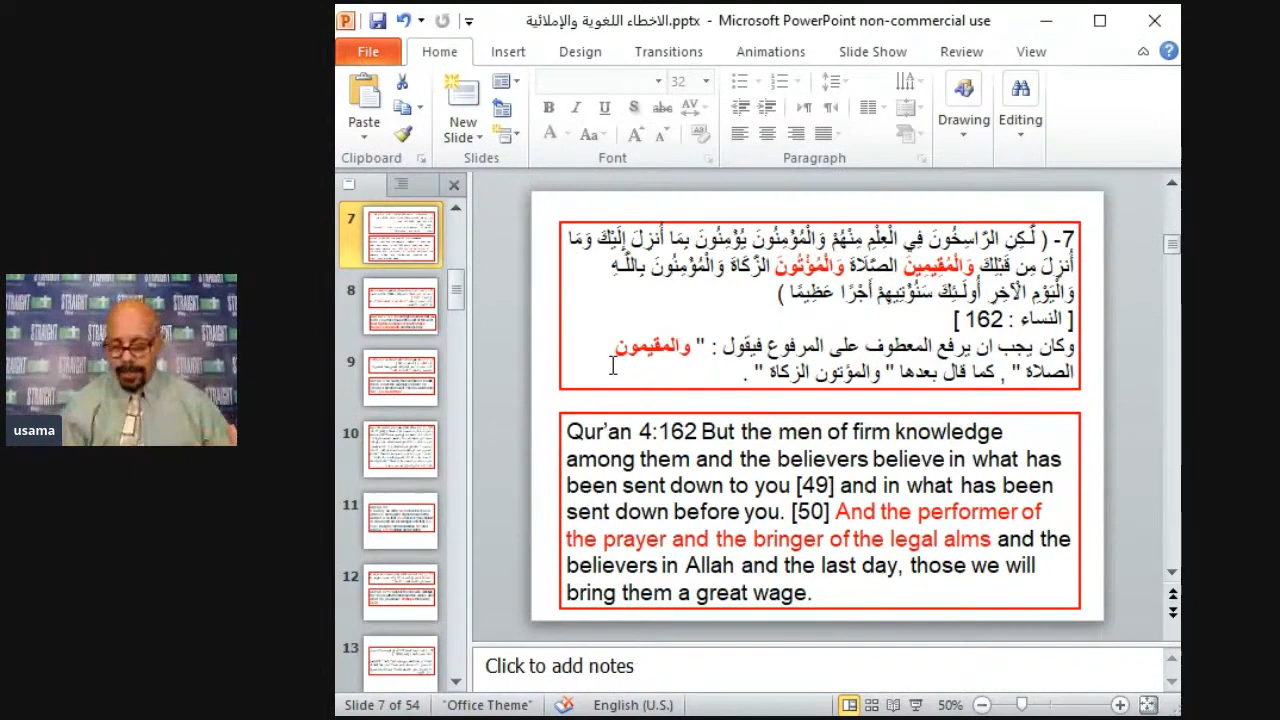 الاخطاء اللغوية والإملائية.pptx - Microsoft PowerPoint non-commercial use
File Home Insert Design Transitions Animations Slide Show Review View
32
Paste
New Slide
Drawing
Editing
Clipboard Slides Font Paragraph
7
8
9
10
11
12
13
7- ( لَّـٰكِنِ الرَّاسِخُونَ فِي الْعِلْمِ مِنْهُمْ وَالْمُؤْمِنُونَ يُؤْمِنُونَ بِمَا أُنزِلَ إِلَيْكَ وَمَا
أُنزِلَ مِن قَبْلِكَ وَالْمُقِيمِينَ الصَّلَاةَ وَالْمُؤْتُونَ الزَّكَاةَ وَالْمُؤْمِنُونَ بِاللَّـهِ
وَالْيَوْمِ الْآخِرِ أُولَـٰئِكَ سَنُؤْتِيهِمْ أَجْرًا عَظِيمًا )
[ النساء : 162 ]
وكان يجب ان يرفع المعطوف على المرفوع فيقول : " والمقيمون
الصلاة " , كما قال بعدها " والمؤتون الزكاة " .
Qur’an 4:162 But the men of firm knowledge
among them and the believers believe in what has
been sent down to you [49] and in what has been
sent down before you. [50] And the performer of
the prayer and the bringer of the legal alms and the
believers in Allah and the last day, those we will
bring them a great wage.
STRAIGHT
usama
Click to add notes
Slide 7 of 54 "Office Theme" English (U.S.) 50%